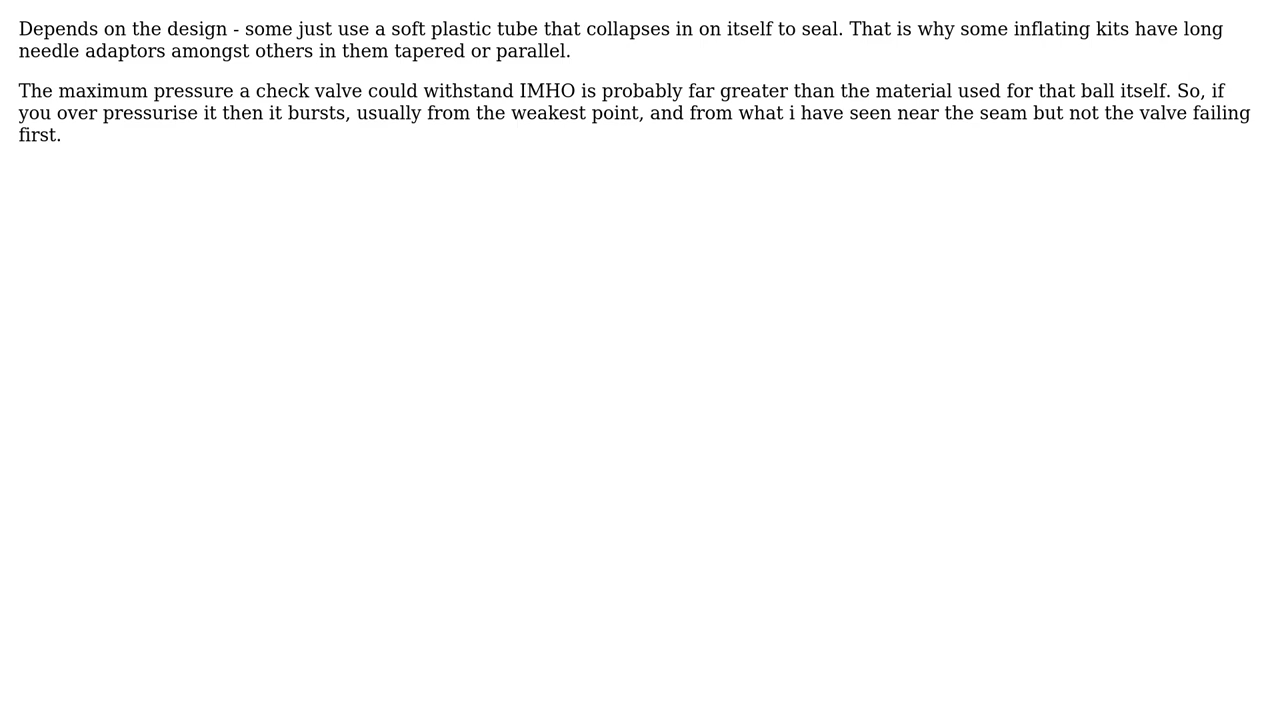 Depends on the design - some just use a soft plastic tube that collapses in on itself to seal. That is why some inflating kits have long
needle adaptors amongst others in them tapered or parallel.
The maximum pressure a check valve could withstand IMHO is probably far greater than the material used for that ball itself. So, if
you over pressurise it then it bursts, usually from the weakest point, and from what i have seen near the seam but not the valve failing
first.